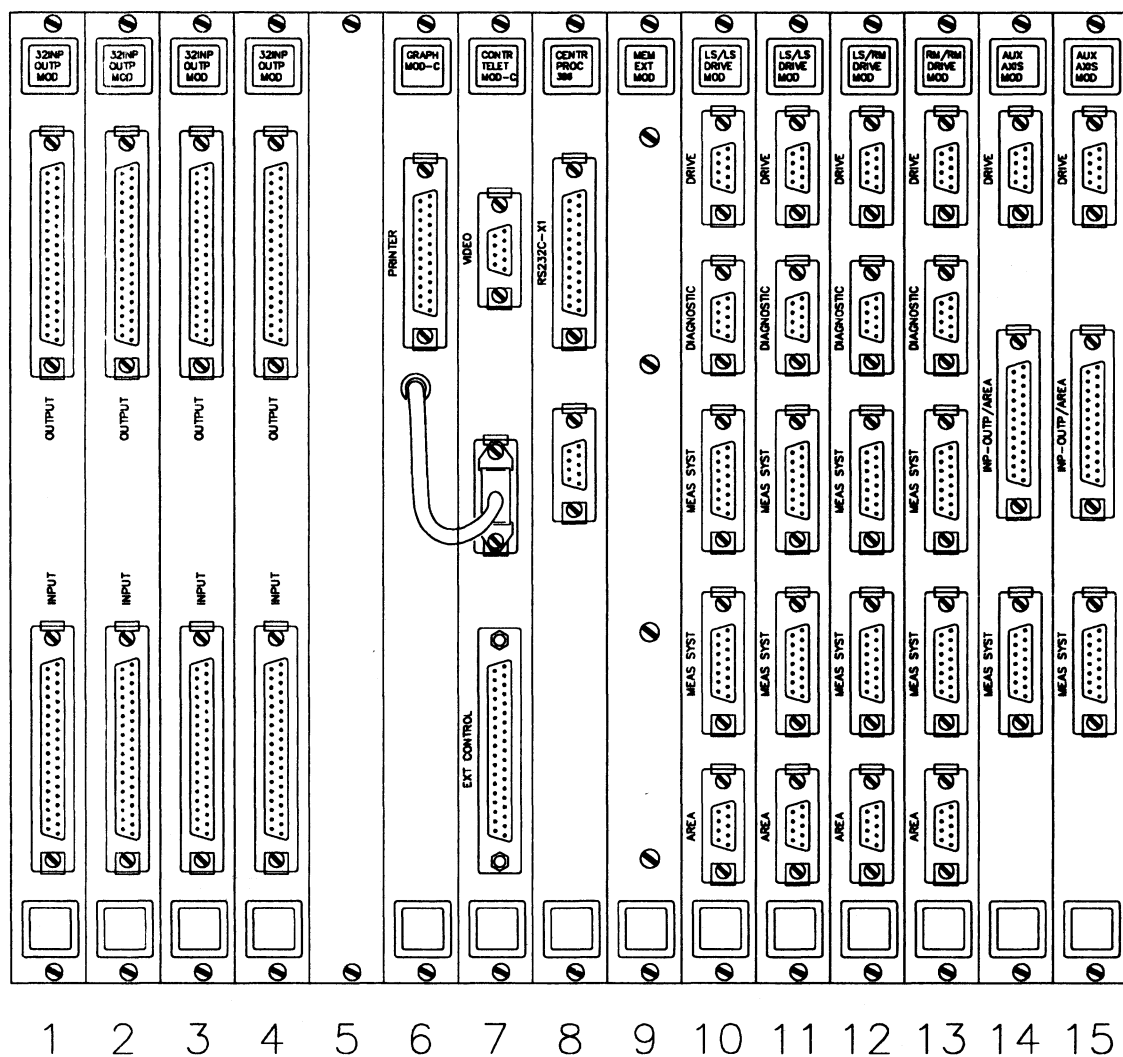 32INP
OUTP
MOD
32INP
OUTP
MOD
32INP
OUTP
MOD
32INP
OUTP
MOD
GRAPH
MOD-C
CONTR
TELET
MOD-C
CENTR
PROC
386
MEM
EXT
MOD
LS/LS
DRIVE
MOD
LS/LS
DRIVE
MOD
LS/RM
DRIVE
MOD
RM/RM
DRIVE
MOD
AUX
AXIS
MOD
AUX
AXIS
MOD
OUTPUT
INPUT
OUTPUT
INPUT
OUTPUT
INPUT
OUTPUT
INPUT
PRINTER
VIDEO
EXT CONTROL
RS232C-X1
DRIVE
DIAGNOSTIC
MEAS SYST
MEAS SYST
AREA
DRIVE
DIAGNOSTIC
MEAS SYST
MEAS SYST
AREA
DRIVE
DIAGNOSTIC
MEAS SYST
MEAS SYST
AREA
DRIVE
DIAGNOSTIC
MEAS SYST
MEAS SYST
AREA
DRIVE
INP-OUTP/AREA
MEAS SYST
DRIVE
INP-OUTP/AREA
MEAS SYST
1 2 3 4 5 6 7 8 9 10 11 12 13 14 15